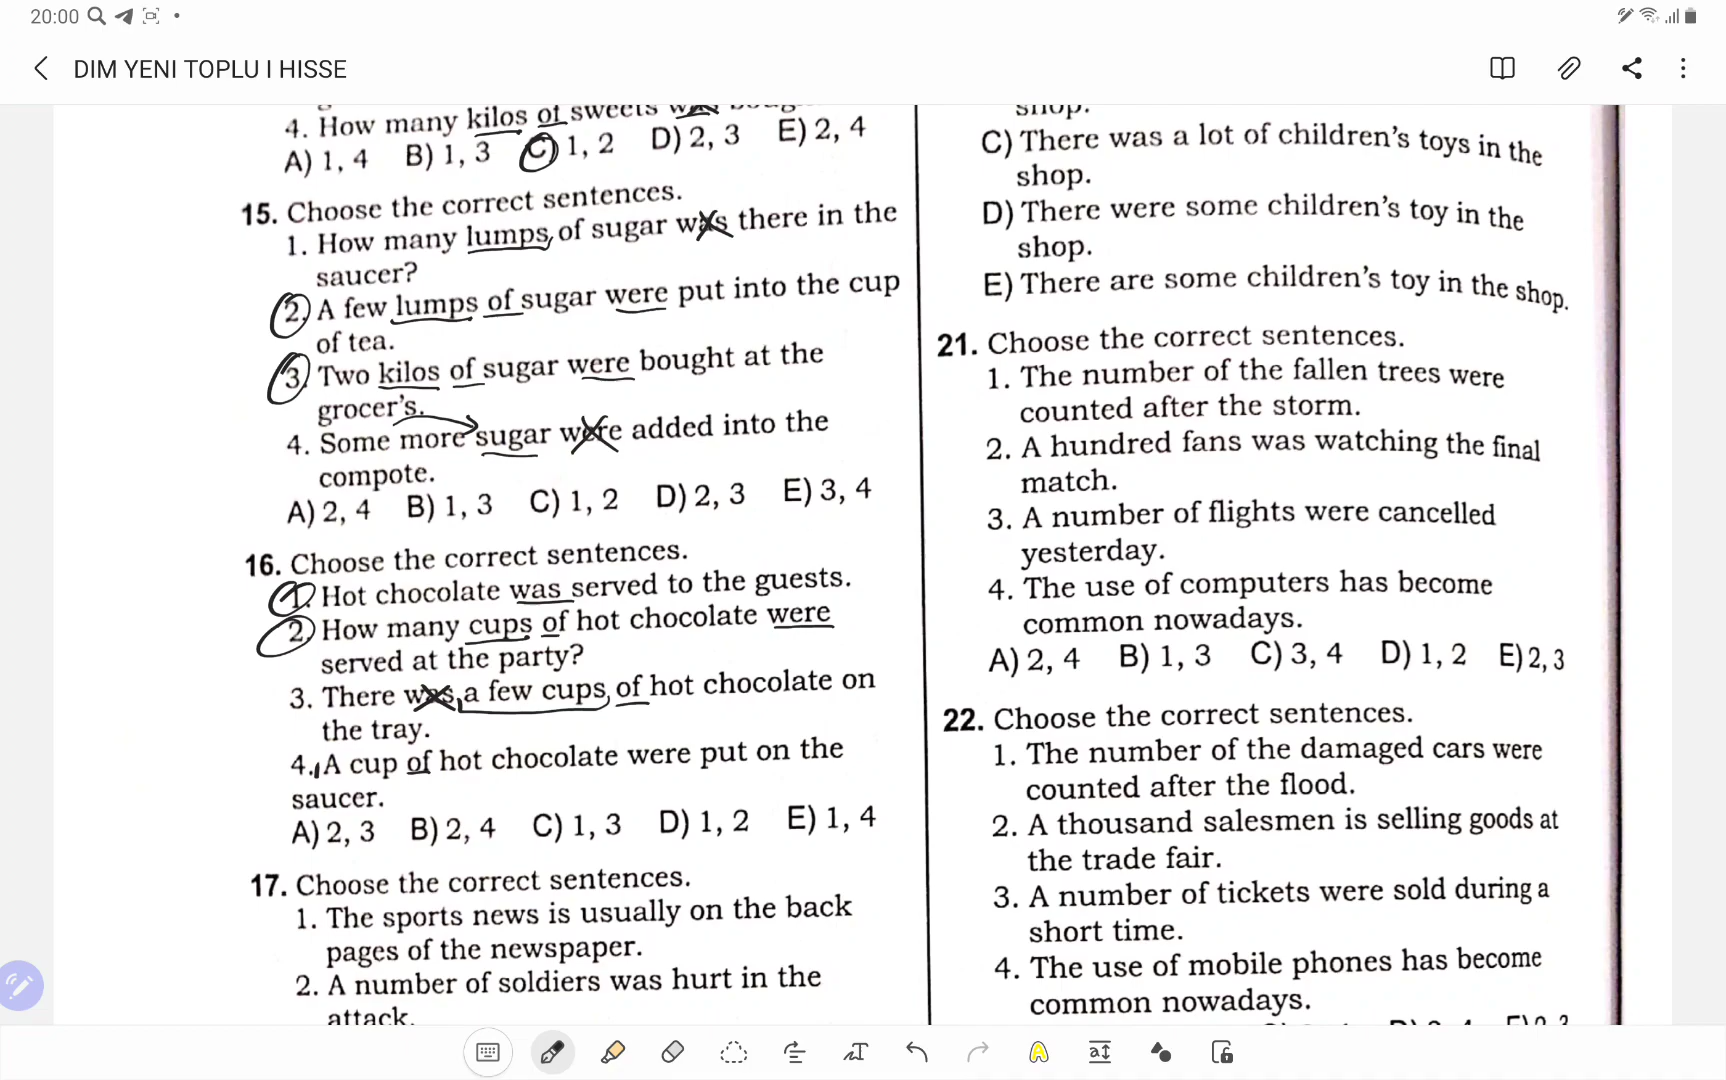 20:00
DIM YENI TOPLU I HISSE
4. How many kilos of sweets was
A) 1, 4 B) 1, 3 C) 1, 2 D) 2, 3 E) 2, 4
15. Choose the correct sentences.
1. How many lumps of sugar was there in the
saucer?
2. A few lumps of sugar were put into the cup
of tea.
3. Two kilos of sugar were bought at the
grocer's.
4. Some more sugar were added into the
compote.
A) 2, 4 B) 1, 3 C) 1, 2 D) 2, 3 E) 3, 4
16. Choose the correct sentences.
1. Hot chocolate was served to the guests.
2. How many cups of hot chocolate were
served at the party?
3. There was a few cups of hot chocolate on
the tray.
4. A cup of hot chocolate were put on the
saucer.
A) 2, 3 B) 2, 4 C) 1, 3 D) 1, 2 E) 1, 4
17. Choose the correct sentences.
1. The sports news is usually on the back
pages of the newspaper.
2. A number of soldiers was hurt in the
attack.
shop.
C) There was a lot of children's toys in the
shop.
D) There were some children's toy in the
shop.
E) There are some children's toy in the shop.
21. Choose the correct sentences.
1. The number of the fallen trees were
counted after the storm.
2. A hundred fans was watching the final
match.
3. A number of flights were cancelled
yesterday.
4. The use of computers has become
common nowadays.
A) 2, 4 B) 1, 3 C) 3, 4 D) 1, 2 E) 2, 3
22. Choose the correct sentences.
1. The number of the damaged cars were
counted after the flood.
2. A thousand salesmen is selling goods at
the trade fair.
3. A number of tickets were sold during a
short time.
4. The use of mobile phones has become
common nowadays.